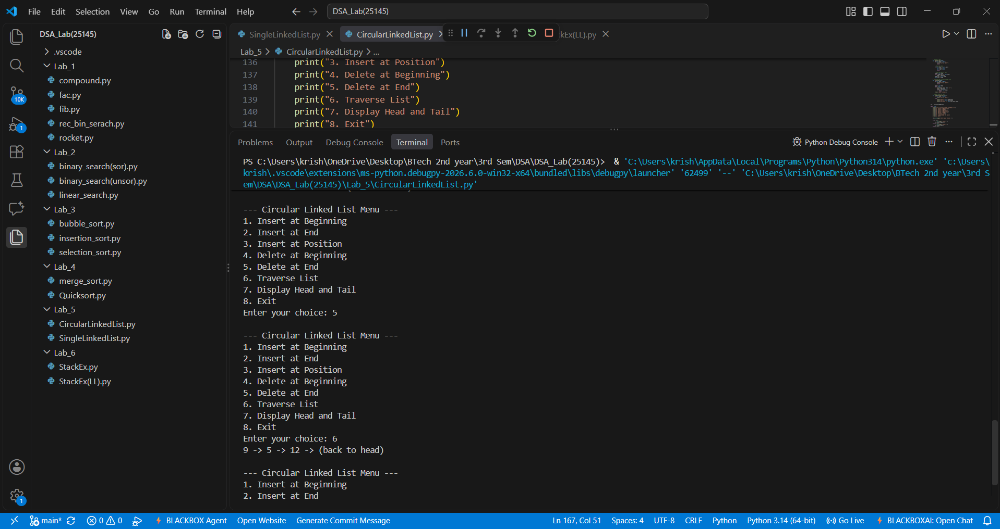 File Edit Selection View Go Run Terminal Help
DSA_Lab(25145)
DSA_Lab(25145)
.vscode
Lab_1
compound.py
fac.py
fib.py
rec_bin_serach.py
rocket.py
Lab_2
binary_search(sor).py
binary_search(unsor).py
linear_search.py
Lab_3
bubble_sort.py
insertion_sort.py
selection_sort.py
Lab_4
merge_sort.py
Quicksort.py
Lab_5
CircularLinkedList.py
SingleLinkedList.py
Lab_6
StackEx.py
StackEx(LL).py
10K
1
1
SingleLinkedList.py CircularLinkedList.py kEx(LL).py
Lab_5 > CircularLinkedList.py > ...
136 print("3. Insert at Position")
137 print("4. Delete at Beginning")
138 print("5. Delete at End")
139 print("6. Traverse List")
140 print("7. Display Head and Tail")
141 print("8. Exit")
Problems Output Debug Console Terminal Ports
Python Debug Console
PS C:\Users\krish\OneDrive\Desktop\BTech 2nd year\3rd Sem\DSA\DSA_Lab(25145)> & 'C:\Users\krish\AppData\Local\Programs\Python\Python314\python.exe' 'c:\Users\
krish\.vscode\extensions\ms-python.debugpy-2026.6.0-win32-x64\bundled\libs\debugpy\launcher' '62499' '--' 'C:\Users\krish\OneDrive\Desktop\BTech 2nd year\3rd S
em\DSA\DSA_Lab(25145)\Lab_5\CircularLinkedList.py'
--- Circular Linked List Menu ---
1. Insert at Beginning
2. Insert at End
3. Insert at Position
4. Delete at Beginning
5. Delete at End
6. Traverse List
7. Display Head and Tail
8. Exit
Enter your choice: 5
--- Circular Linked List Menu ---
1. Insert at Beginning
2. Insert at End
3. Insert at Position
4. Delete at Beginning
5. Delete at End
6. Traverse List
7. Display Head and Tail
8. Exit
Enter your choice: 6
9 -> 5 -> 12 -> (back to head)
--- Circular Linked List Menu ---
1. Insert at Beginning
2. Insert at End
main* 0 0 BLACKBOX Agent Open Website Generate Commit Message Ln 167, Col 51 Spaces: 4 UTF-8 CRLF Python Python 3.14 (64-bit) Go Live BLACKBOXAI: Open Chat